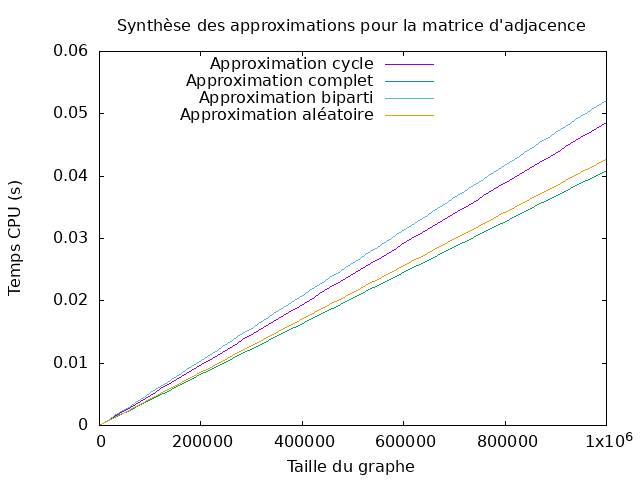 Synthèse des approximations pour la matrice d'adjacence
Approximation cycle
Approximation complet
Approximation biparti
Approximation aléatoire
0.06
0.05
0.04
0.03
0.02
0.01
0
Temps CPU (s)
0 200000 400000 600000 800000 1x10⁶
Taille du graphe